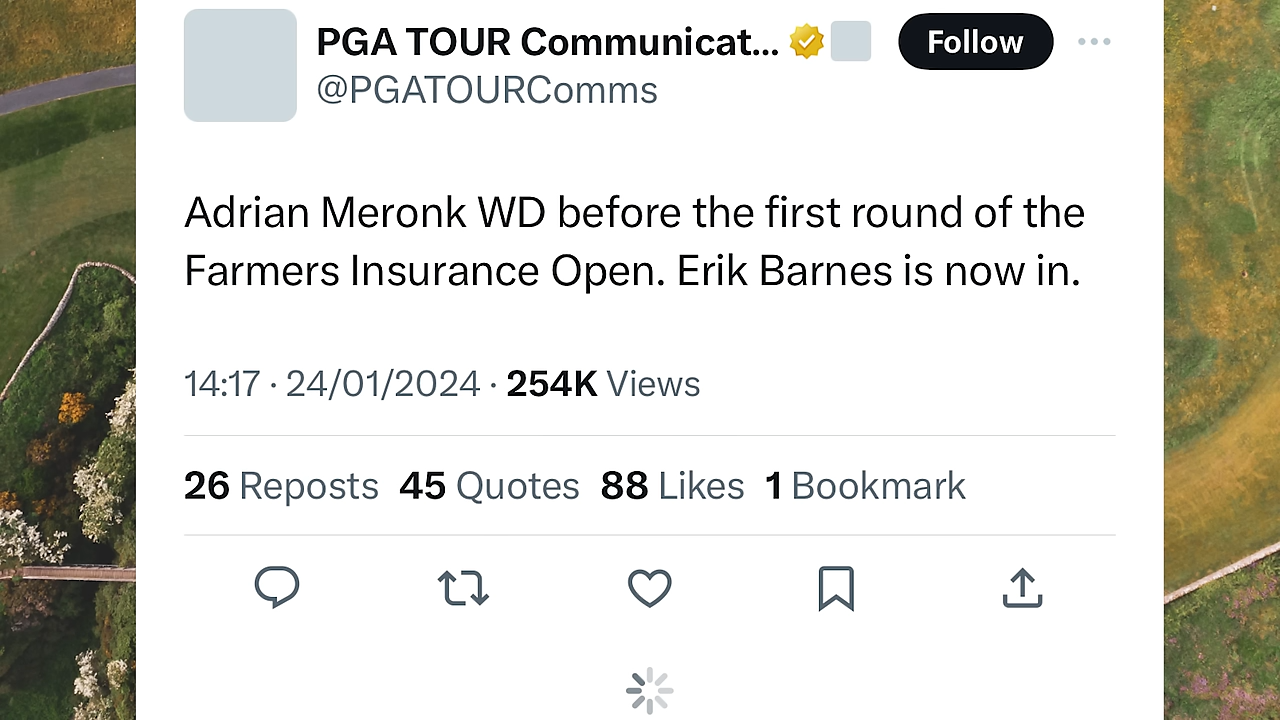 PGA TOUR Communicat...
Follow
@PGATOURComms
Adrian Meronk WD before the first round of the
Farmers Insurance Open. Erik Barnes is now in.
14:17 · 24/01/2024 · 254K Views
26 Reposts 45 Quotes 88 Likes 1 Bookmark